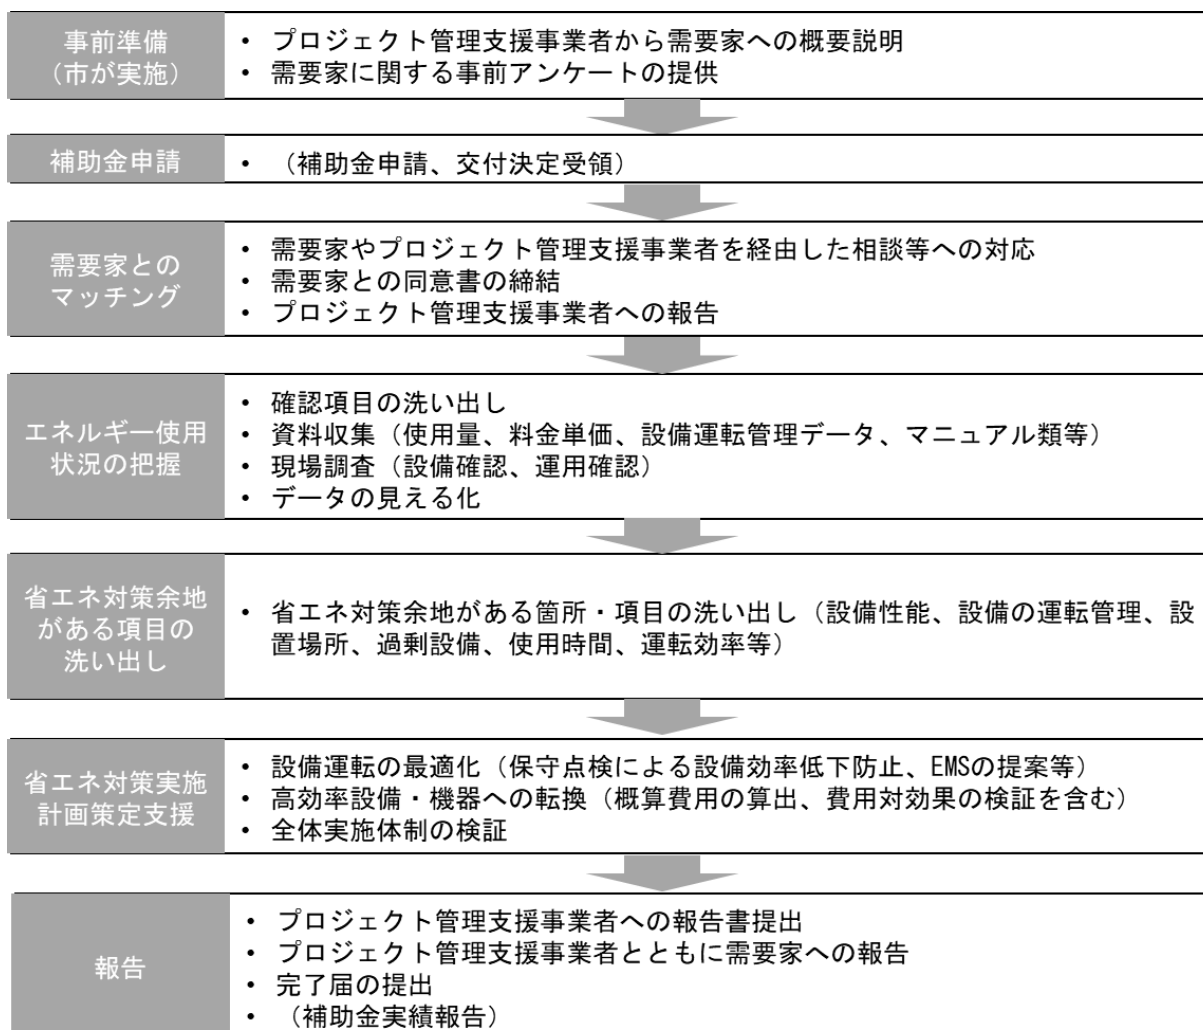 事前準備
（市が実施）
• プロジェクト管理支援事業者から需要家への概要説明
• 需要家に関する事前アンケートの提供
補助金申請
• （補助金申請、交付決定受領）
需要家との
マッチング
• 需要家やプロジェクト管理支援事業者を経由した相談等への対応
• 需要家との同意書の締結
• プロジェクト管理支援事業者への報告
エネルギー使用
状況の把握
• 確認項目の洗い出し
• 資料収集（使用量、料金単価、設備運転管理データ、マニュアル類等）
• 現場調査（設備確認、運用確認）
• データの見える化
省エネ対策余地
がある項目の
洗い出し
• 省エネ対策余地がある箇所・項目の洗い出し（設備性能、設備の運転管理、設
置場所、過剰設備、使用時間、運転効率等）
省エネ対策実施
計画策定支援
• 設備運転の最適化（保守点検による設備効率低下防止、EMSの提案等）
• 高効率設備・機器への転換（概算費用の算出、費用対効果の検証を含む）
• 全体実施体制の検証
報告
• プロジェクト管理支援事業者への報告書提出
• プロジェクト管理支援事業者とともに需要家への報告
• 完了届の提出
• （補助金実績報告）